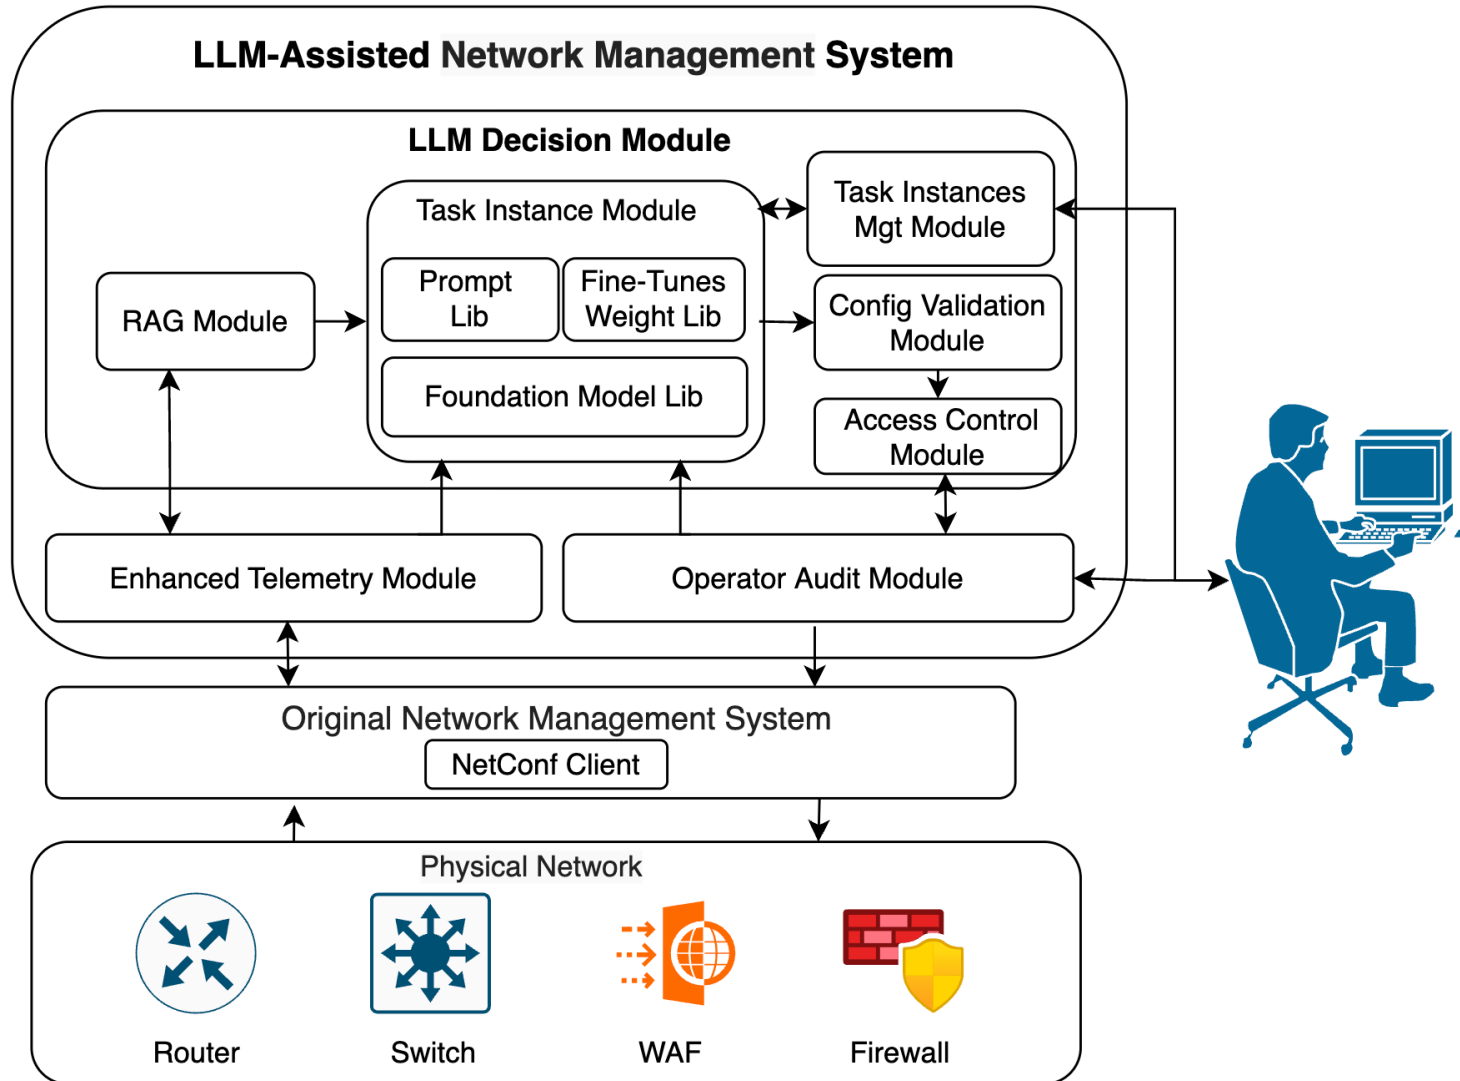 LLM-Assisted Network Management System
LLM Decision Module
Task Instance Module
Task Instances
Mgt Module
Prompt
Lib
Fine-Tunes
Weight Lib
RAG Module
Config Validation
Module
Foundation Model Lib
Access Control
Module
Enhanced Telemetry Module
Operator Audit Module
Original Network Management System
NetConf Client
Physical Network
Router
Switch
WAF
Firewall